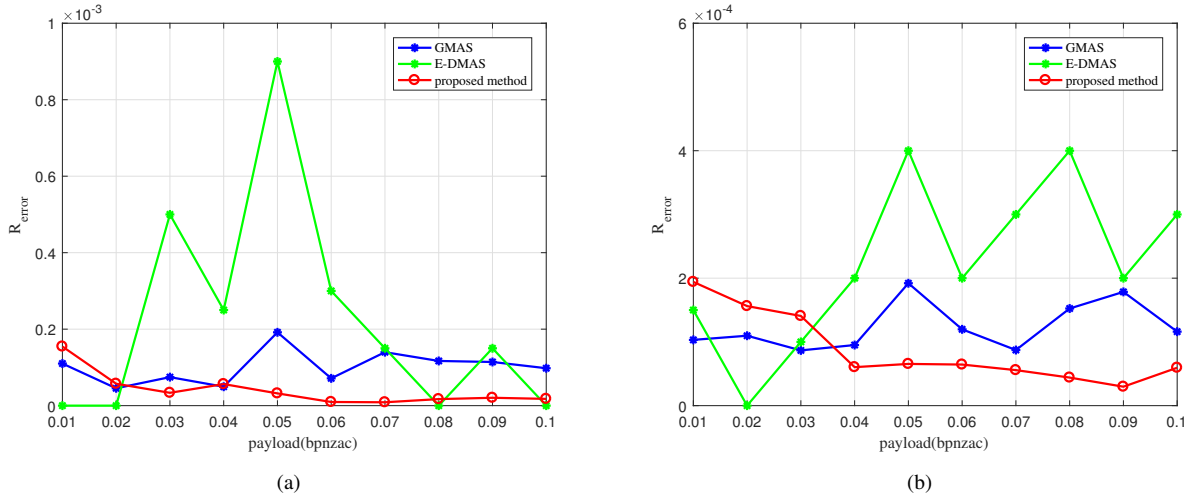 ×10⁻³
1
0.8
0.6
0.4
0.2
0
R_error
0.01 0.02 0.03 0.04 0.05 0.06 0.07 0.08 0.09 0.1
payload(bpnzac)
GMAS
E-DMAS
proposed method
(a)
×10⁻⁴
6
4
2
0
R_error
0.01 0.02 0.03 0.04 0.05 0.06 0.07 0.08 0.09 0.1
payload(bpnzac)
GMAS
E-DMAS
proposed method
(b)